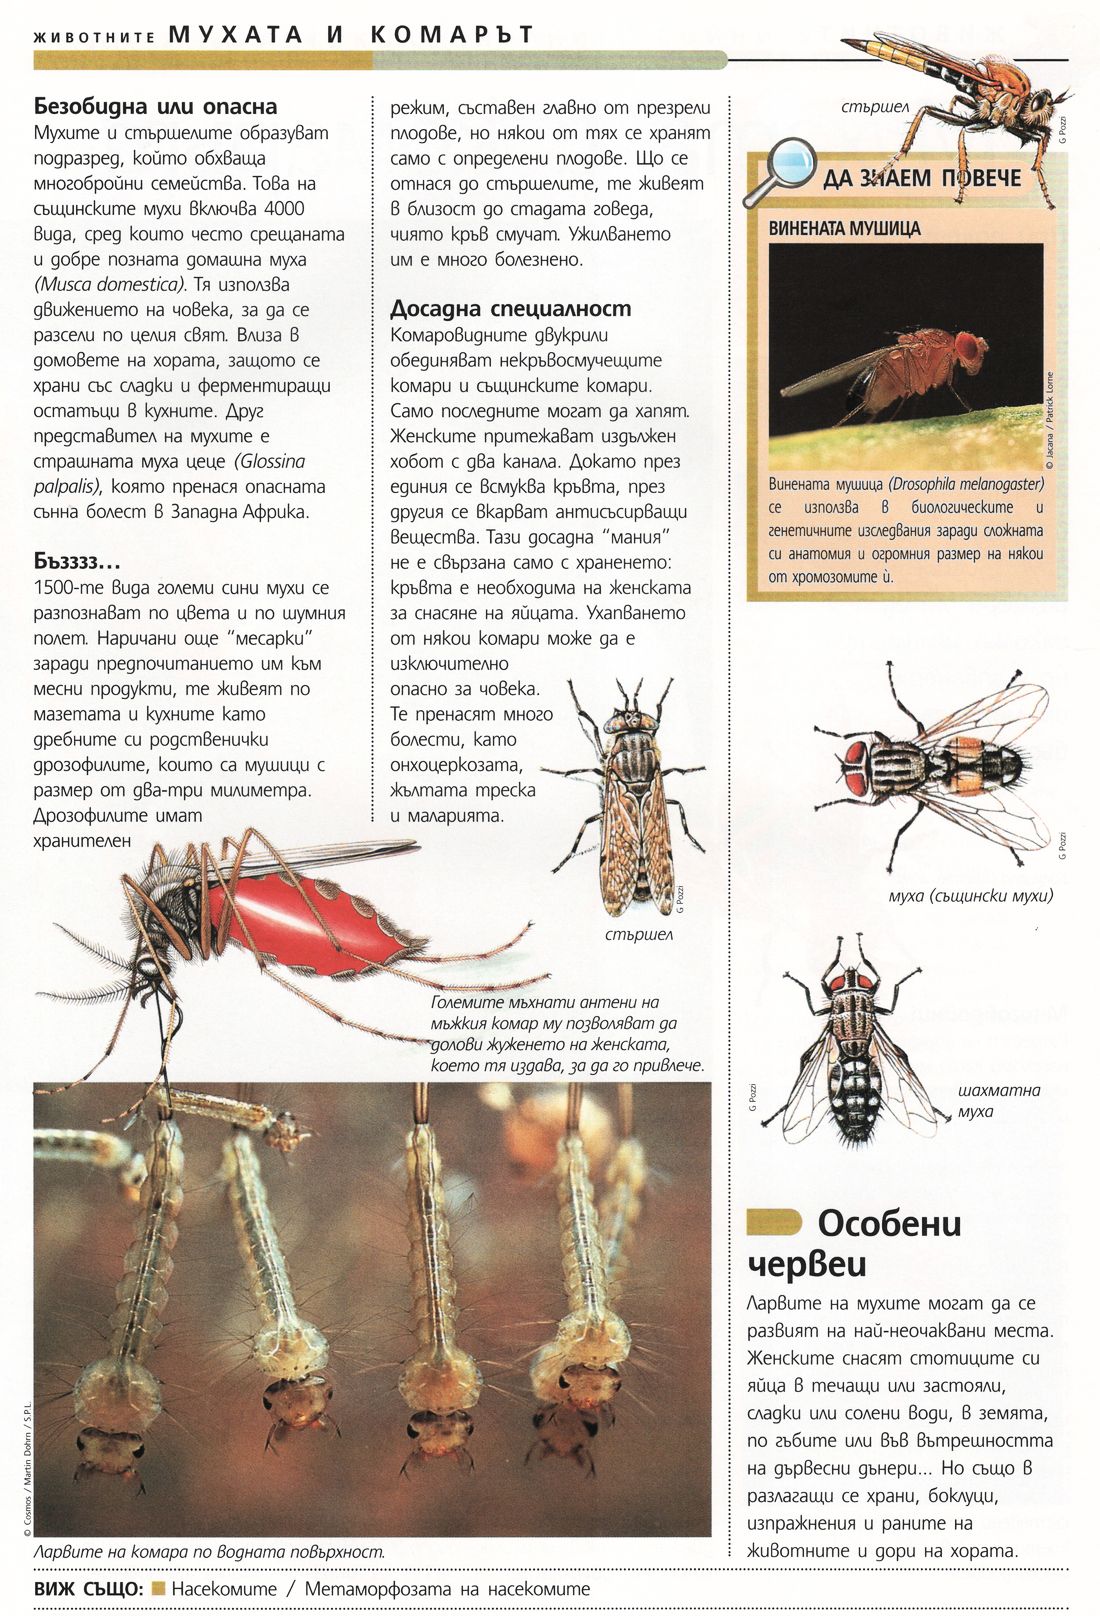 ЖИВОТНИТЕ МУХАТА И КОМАРЪТ
Безобидна или опасна
Мухите и стършелите образуват
подразред, който обхваща
многобройни семейства. Това на
същинските мухи включва 4000
вида, сред които често срещаната
и добре позната домашна муха
(Musca domestica). Тя използва
движението на човека, за да се
разсели по целия свят. Влиза в
домовете на хората, защото се
храни със сладки и ферментиращи
остатъци в кухните. Друг
представител на мухите е
страшната муха цеце (Glossina
palpalis), която пренася опасната
сънна болест в Западна Африка.
Бъзззз...
1500-те вида големи сини мухи се
разпознават по цвета и по шумния
полет. Наричани още “месарки”
заради предпочитанието им към
месни продукти, те живеят по
мазетата и кухните като
дребните си родственички
дрозофилите, които са мушици с
размер от два-три милиметра.
Дрозофилите имат
хранителен
режим, съставен главно от презрели
плодове, но някои от тях се хранят
само с определени плодове. Що се
отнася до стършелите, те живеят
в близост до стадата говеда,
чиято кръв смучат. Ужилването
им е много болезнено.
Досадна специалност
Комаровидните двукрили
обединяват некръвосмучещите
комари и същинските комари.
Само последните могат да хапят.
Женските притежават издължен
хобот с два канала. Докато през
единия се всмуква кръвта, през
другия се вкарват антисъсирващи
вещества. Тази досадна “мания”
не е свързана само с храненето:
кръвта е необходима на женската
за снасяне на яйцата. Ухапването
от някои комари може да е
изключително
опасно за човека.
Те пренасят много
болести, като
онхоцеркозата,
жълтата треска
и маларията.
G Pozzi
стършел
Големите мъхнати антени на
мъжкия комар му позволяват да
долови жуженето на женската,
което тя издава, за да го привлече.
© Cosmos / Martin Dohrn / S.P.L.
Ларвите на комара по водната повърхност.
стършел
G Pozzi
ДА ЗНАЕМ ПОВЕЧЕ
ВИНЕНАТА МУШИЦА
© Jacana / Patrick Lorne
Винената мушица (Drosophila melanogaster)
се използва в биологическите и
генетичните изследвания заради сложната
си анатомия и огромния размер на някои
от хромозомите ѝ.
G Pozzi
муха (същински мухи)
G Pozzi
шахматна
муха
Особени
червеи
Ларвите на мухите могат да се
развият на най-неочаквани места.
Женските снасят стотиците си
яйца в течащи или застояли,
сладки или солени води, в земята,
по гъбите или във вътрешността
на дървесни дънери... Но също в
разлагащи се храни, боклуци,
изпражнения и раните на
животните и дори на хората.
ВИЖ СЪЩО: Насекомите / Метаморфозата на насекомите